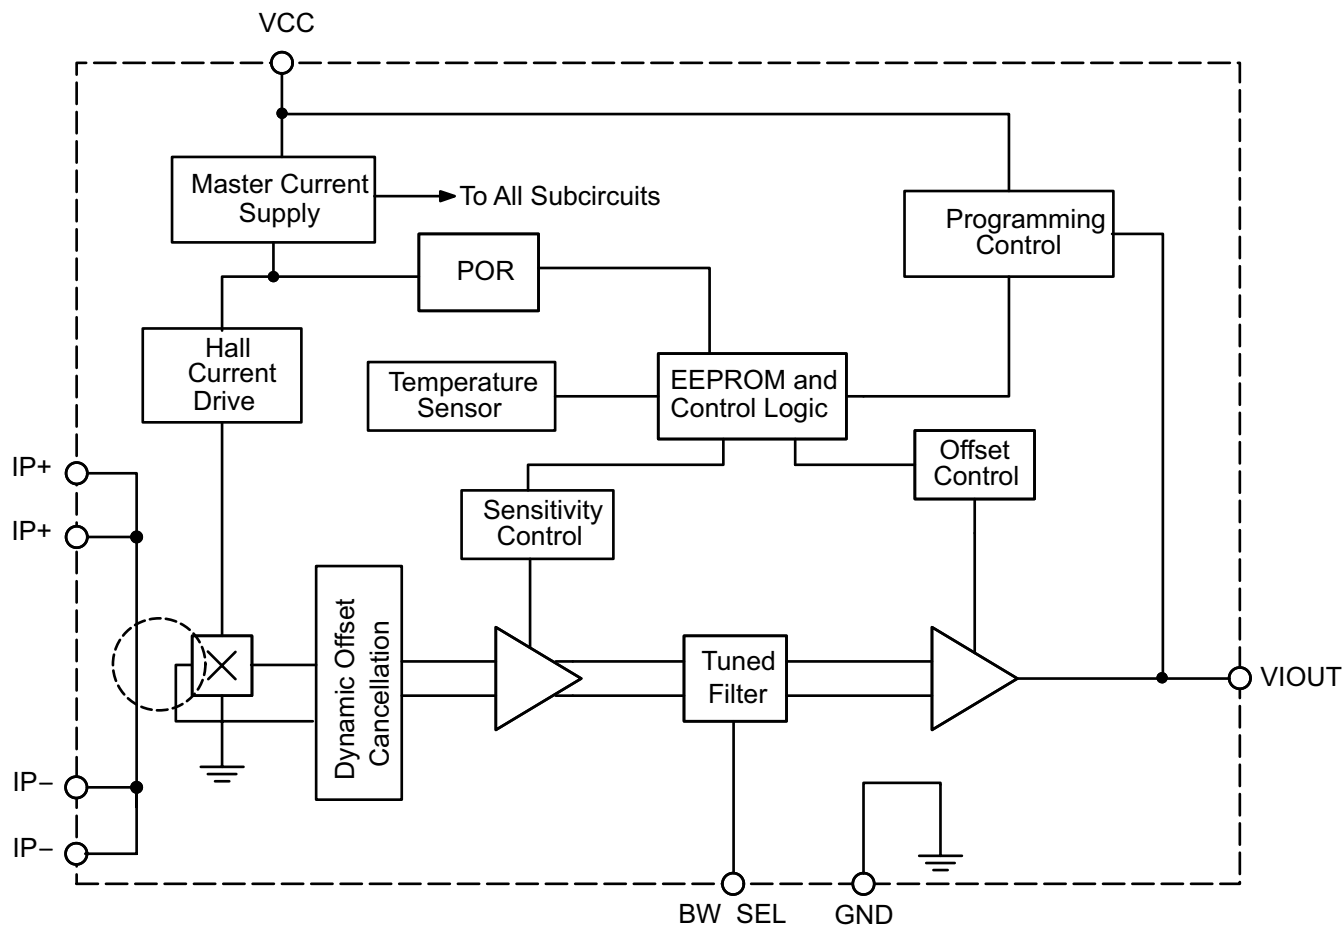 VCC
Master Current
Supply
To All Subcircuits
Programming
Control
POR
Hall
Current
Drive
Temperature
Sensor
EEPROM and
Control Logic
Offset
Control
Sensitivity
Control
IP+
IP+
Dynamic Offset
Cancellation
Tuned
Filter
VIOUT
IP−
IP−
BW SEL
GND